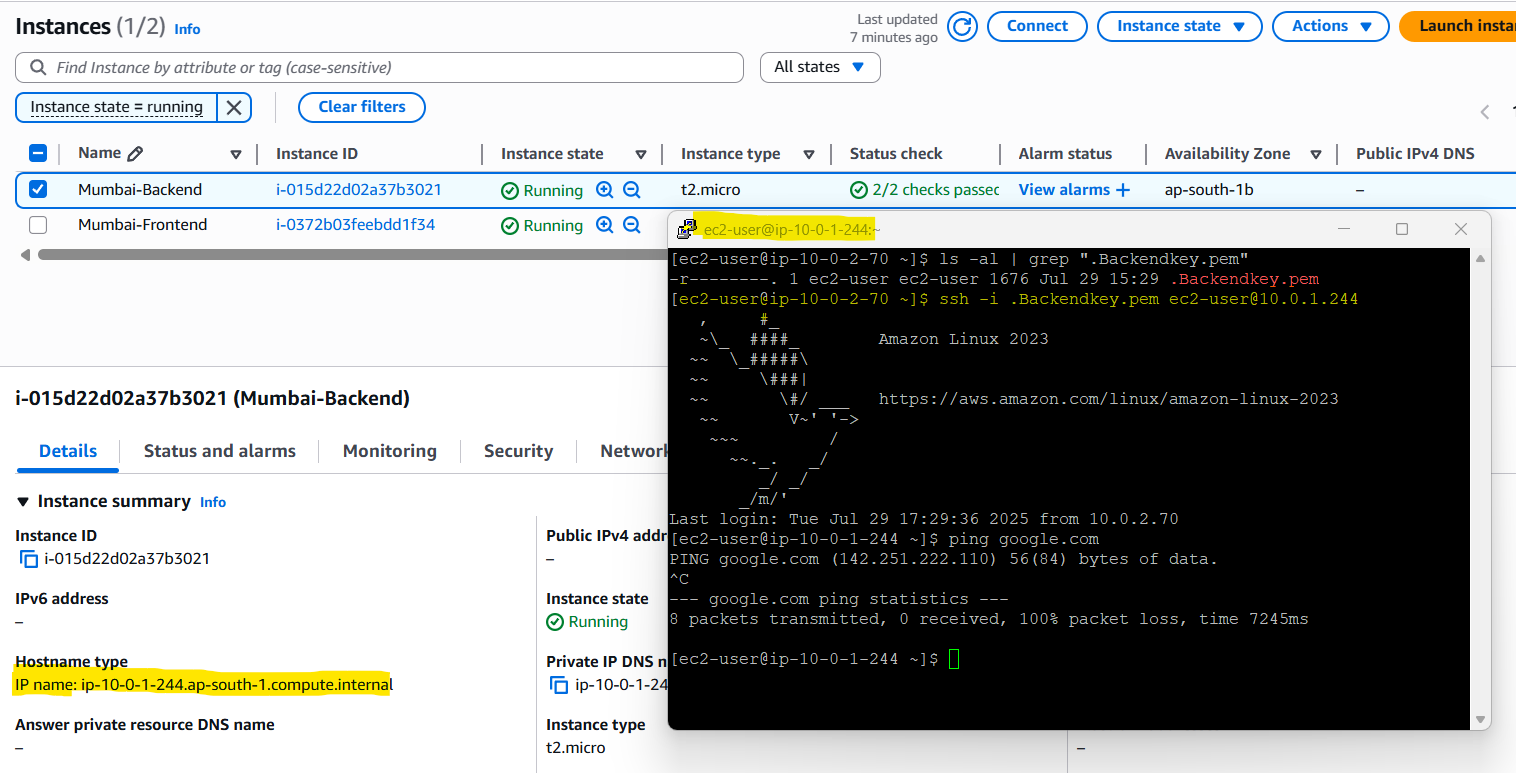 Instances (1/2) Info
Last updated
7 minutes ago
Connect
Instance state
Actions
Launch instan
Find Instance by attribute or tag (case-sensitive)
All states
Instance state = running
Clear filters
Name Instance ID Instance state Instance type Status check Alarm status Availability Zone Public IPv4 DNS
Mumbai-Backend i-015d22d02a37b3021 Running t2.micro 2/2 checks passec View alarms + ap-south-1b –
Mumbai-Frontend i-0372b03feebdd1f34 Running
ec2-user@ip-10-0-1-244:~
[ec2-user@ip-10-0-2-70 ~]$ ls -al | grep ".Backendkey.pem"
-r--------. 1 ec2-user ec2-user 1676 Jul 29 15:29 .Backendkey.pem
[ec2-user@ip-10-0-2-70 ~]$ ssh -i .Backendkey.pem ec2-user@10.0.1.244
   ,     #_
   ~\_  ####_        Amazon Linux 2023
  ~~  \_#####\
  ~~     \###|
  ~~       \#/ ___   https://aws.amazon.com/linux/amazon-linux-2023
   ~~       V~' '->
    ~~~         /
      ~~._.   _/
         _/ _/
       _/m/'
Last login: Tue Jul 29 17:29:36 2025 from 10.0.2.70
[ec2-user@ip-10-0-1-244 ~]$ ping google.com
PING google.com (142.251.222.110) 56(84) bytes of data.
^C
--- google.com ping statistics ---
8 packets transmitted, 0 received, 100% packet loss, time 7245ms
[ec2-user@ip-10-0-1-244 ~]$
i-015d22d02a37b3021 (Mumbai-Backend)
Details
Status and alarms
Monitoring
Security
Network
Instance summary Info
Instance ID
i-015d22d02a37b3021
IPv6 address
–
Hostname type
IP name: ip-10-0-1-244.ap-south-1.compute.internal
Answer private resource DNS name
–
Public IPv4 addr
–
Instance state
Running
Private IP DNS n
ip-10-0-1-24
Instance type
t2.micro
–